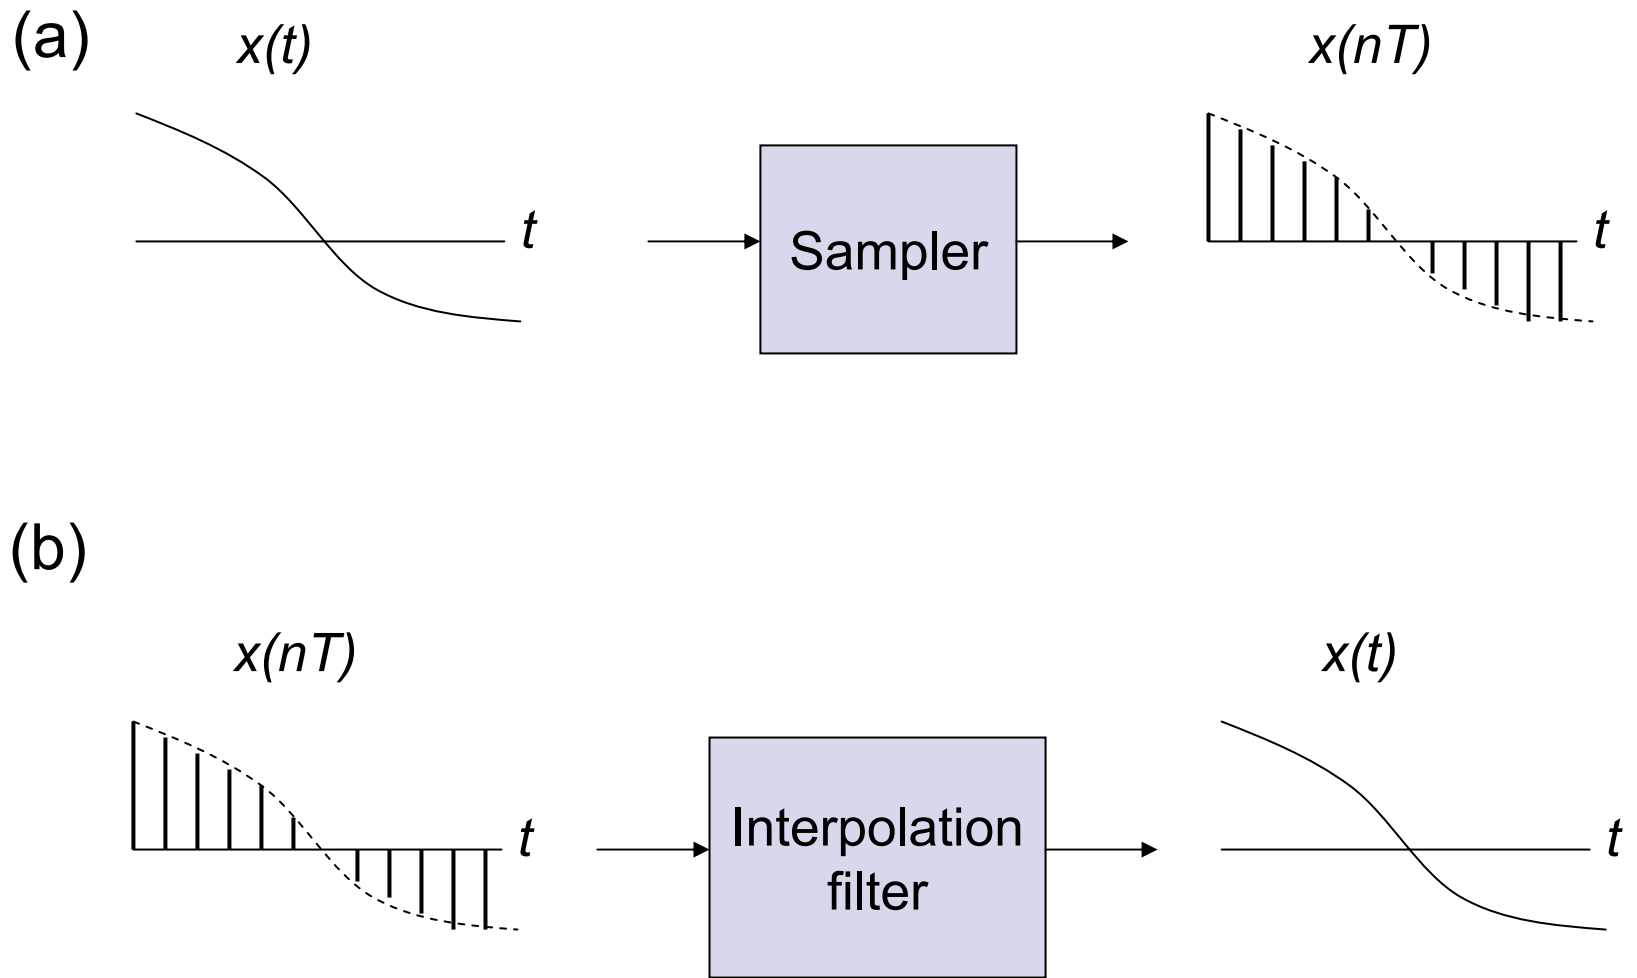 (a)
x(t)
x(nT)
t
Sampler
t
(b)
x(nT)
x(t)
t
Interpolation
filter
t